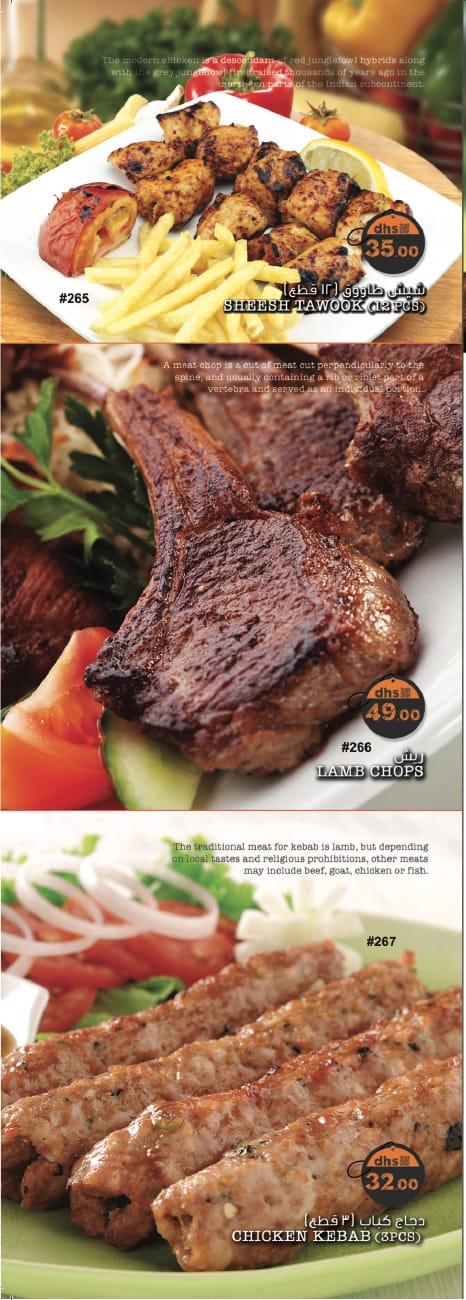 The modern chicken is a descendant of red junglefowl hybrids along
with the grey junglefowl first raised thousands of years ago in the
northern parts of the Indian subcontinent.
dhs
35.00
#265
شيش طاووق (١٢ قطع)
SHEESH TAWOOK (12 PCS)
A meat chop is a cut of meat cut perpendicularly to the
spine, and usually containing a rib or riblet part of a
vertebra and served as an individual portion.
dhs
49.00
#266
ريش
LAMB CHOPS
The traditional meat for kebab is lamb, but depending
on local tastes and religious prohibitions, other meats
may include beef, goat, chicken or fish.
#267
dhs
32.00
دجاج كباب (٣ قطع)
CHICKEN KEBAB (3PCS)